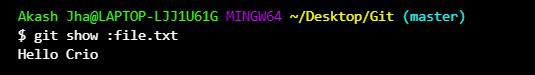 Akash Jha@LAPTOP-LJJ1U61G MINGW64 ~/Desktop/Git (master)
$ git show :file.txt
Hello Crio